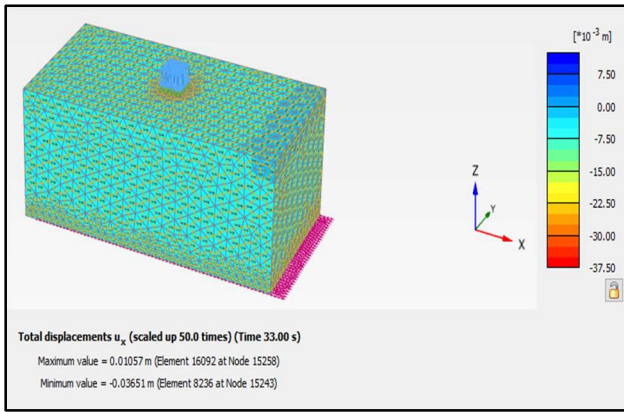 [*10 -3 m]
7.50
0.00
-7.50
-15.00
-22.50
-30.00
-37.50
Z
Y
X
Total displacements ux (scaled up 50.0 times) (Time 33.00 s)
Maximum value = 0.01057 m (Element 16092 at Node 15258)
Minimum value = -0.03651 m (Element 8236 at Node 15243)